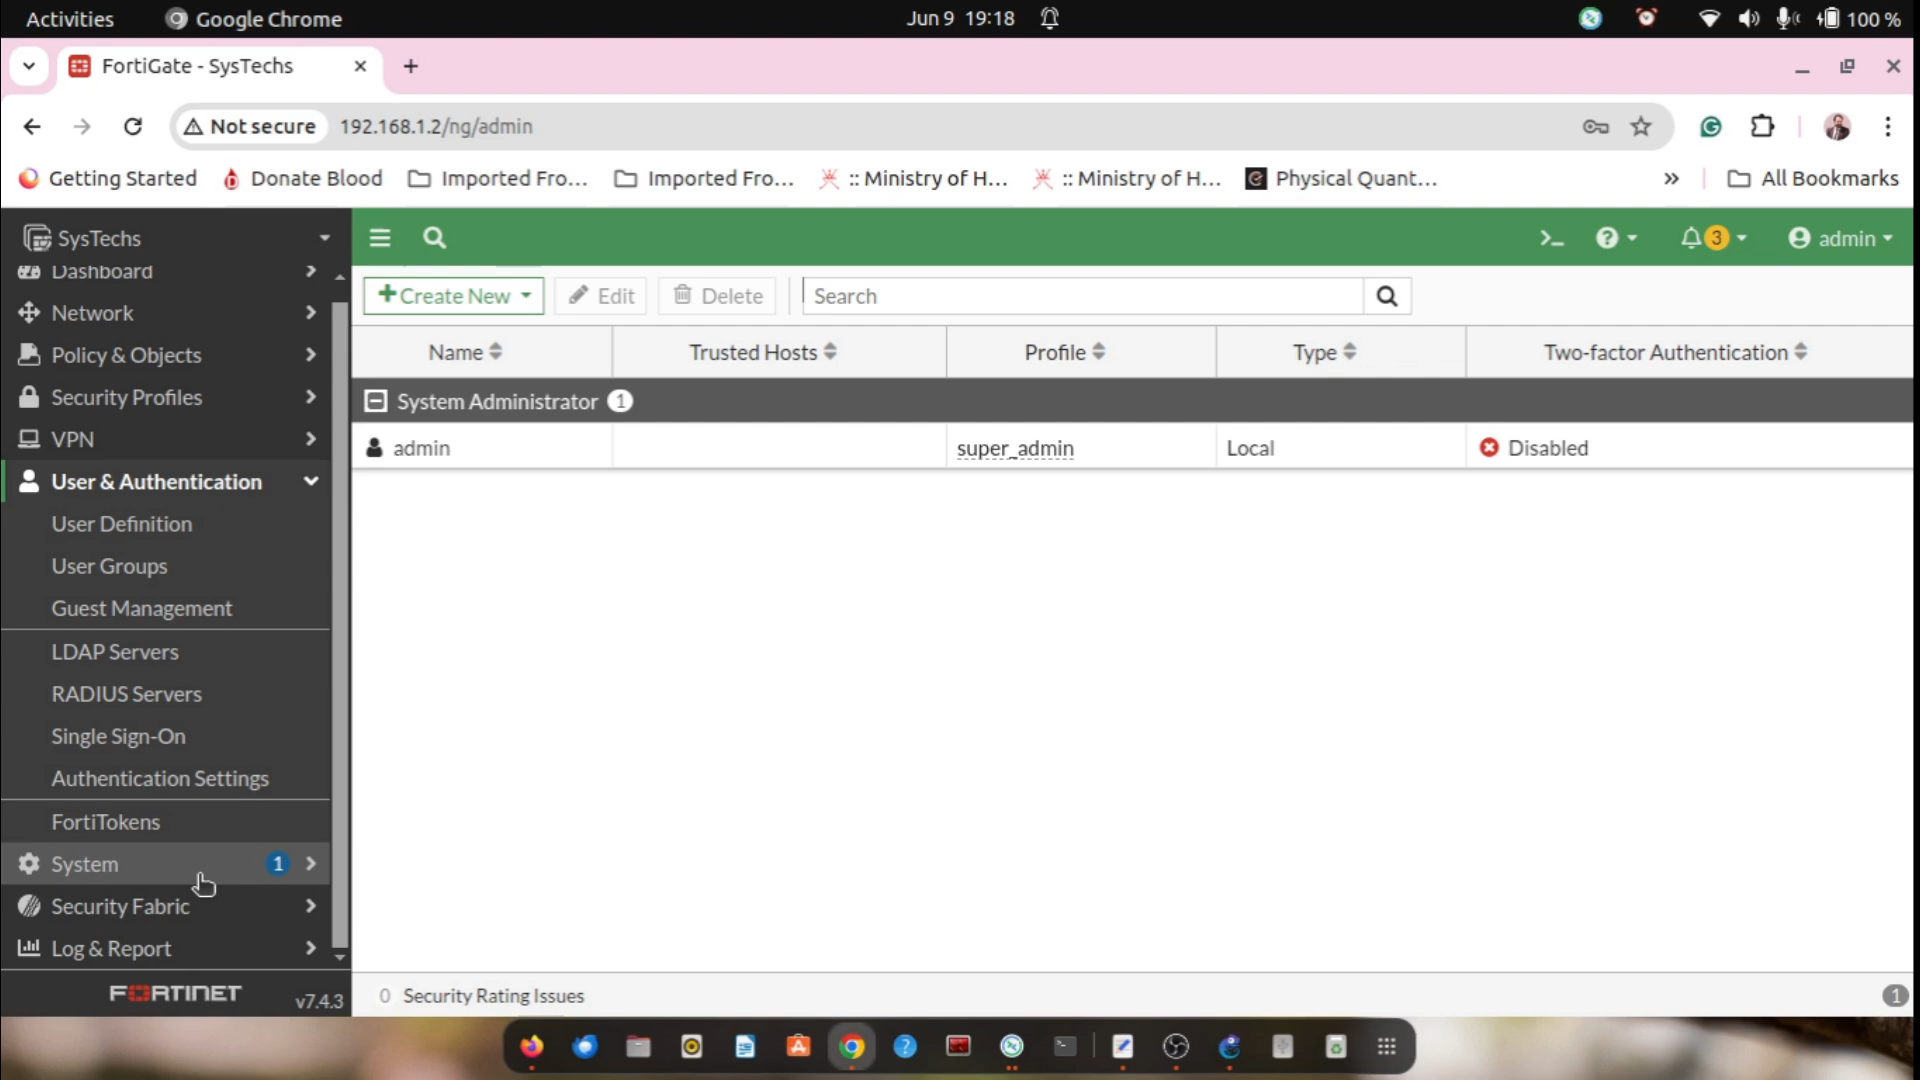 Activities Google Chrome Jun 9 19:18 100 %
FortiGate - SysTechs
Not secure 192.168.1.2/ng/admin
Getting Started Donate Blood Imported Fro... Imported Fro... :: Ministry of H... :: Ministry of H... Physical Quant... » All Bookmarks
SysTechs >_ ? 3 admin
Dashboard
Network
Policy & Objects
Security Profiles
VPN
User & Authentication
User Definition
User Groups
Guest Management
LDAP Servers
RADIUS Servers
Single Sign-On
Authentication Settings
FortiTokens
System 1
Security Fabric
Log & Report
FORTINET v7.4.3
+Create New Edit Delete Search
Name Trusted Hosts Profile Type Two-factor Authentication
System Administrator 1
admin super_admin Local Disabled
0 Security Rating Issues 1